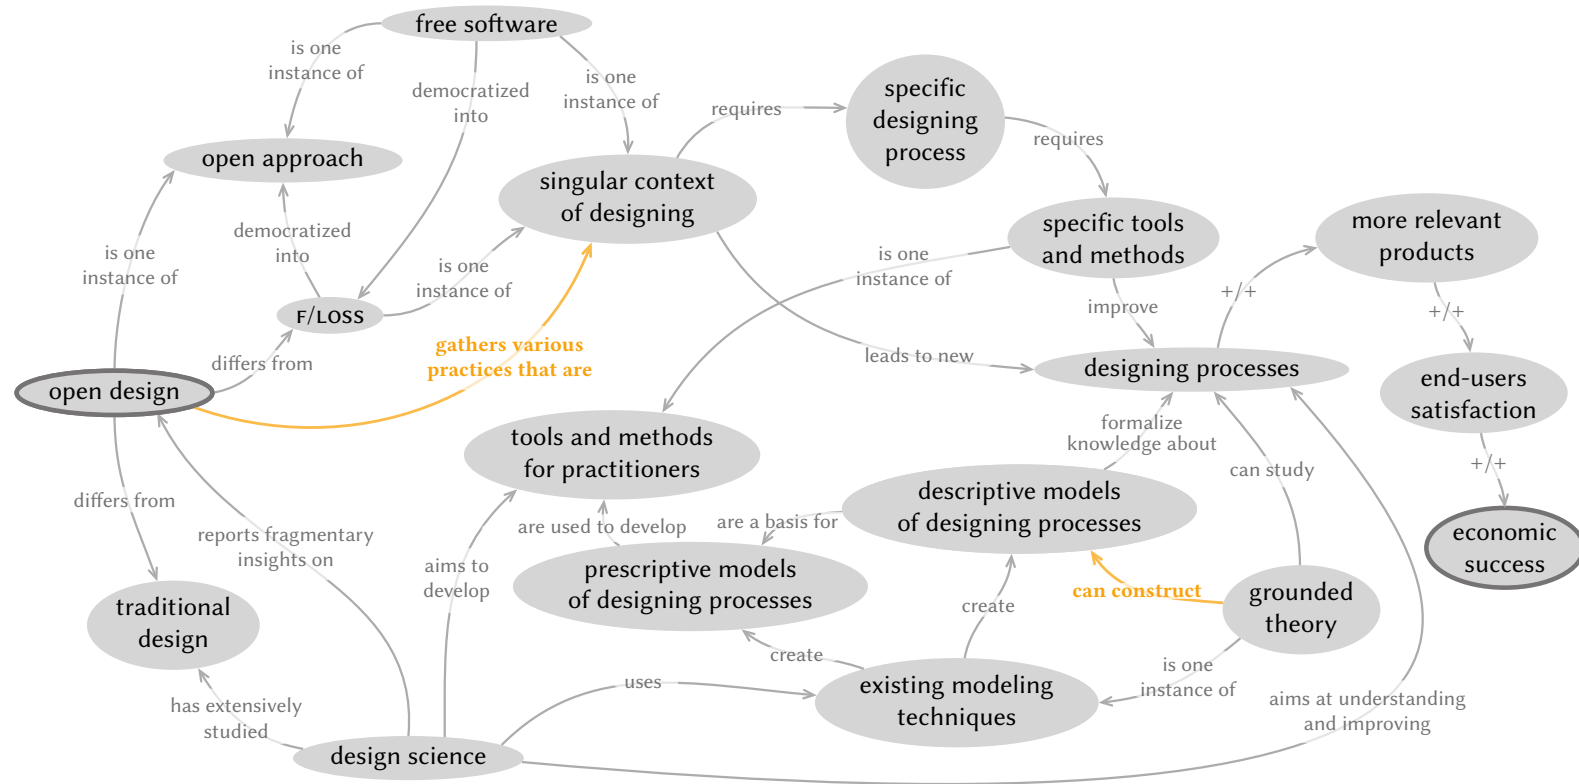 free software
is one
instance of
democratized
into
is one
instance of
open approach
requires
specific
designing
process
requires
singular context
of designing
democratized
into
is one
instance of
is one
instance of
specific tools
and methods
is one
instance of
more relevant
products
F/LOSS
improve
+/+
+/+
gathers various
practices that are
differs from
leads to new
open design
designing processes
end-users
satisfaction
tools and methods
for practitioners
formalize
knowledge about
can study
+/+
differs from
descriptive models
of designing processes
are used to develop
are a basis for
reports fragmentary
insights on
economic
success
aims to
develop
prescriptive models
of designing processes
can construct
grounded
theory
traditional
design
create
create
is one
instance of
uses
existing modeling
techniques
aims at understanding
and improving
has extensively
studied
design science